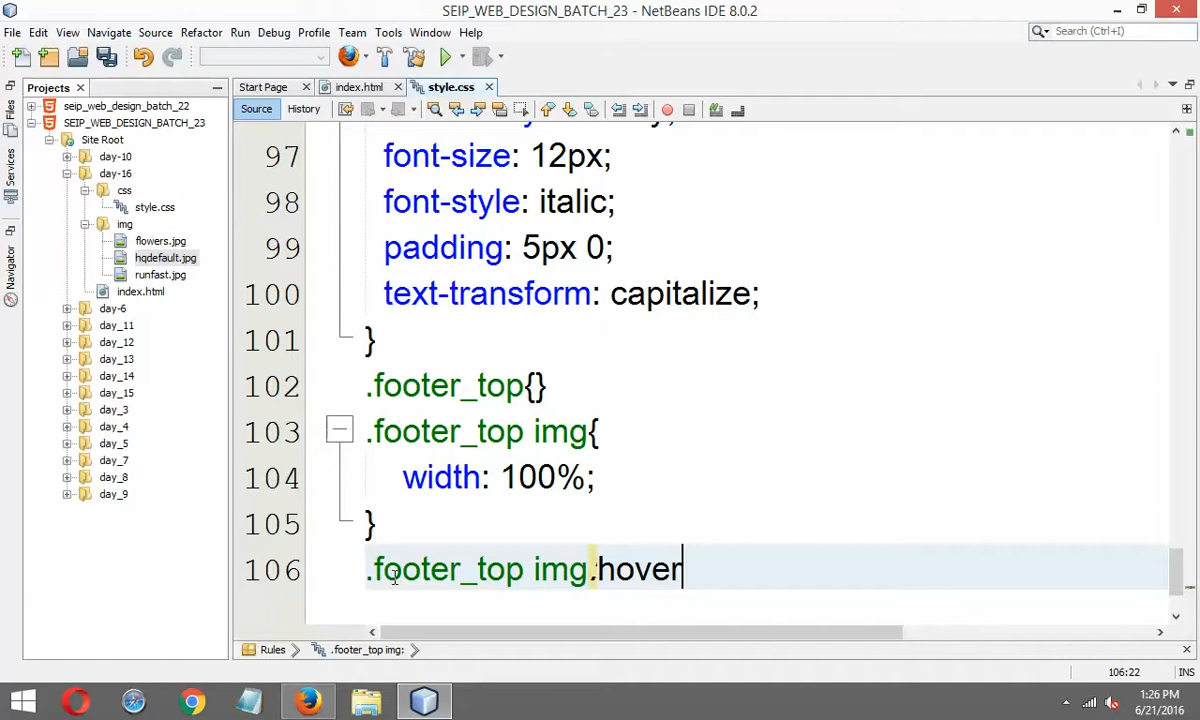 SEIP_WEB_DESIGN_BATCH_23 - NetBeans IDE 8.0.2
File Edit View Navigate Source Refactor Run Debug Profile Team Tools Window Help
Search (Ctrl+I)
Projects
Start Page
index.html
style.css
Source
History
Files
Services
Navigator
seip_web_design_batch_22
SEIP_WEB_DESIGN_BATCH_23
Site Root
day-10
day-16
css
style.css
img
flowers.jpg
hqdefault.jpg
runfast.jpg
index.html
day-6
day_11
day_12
day_13
day_14
day_15
day_3
day_4
day_5
day_7
day_8
day_9
97 font-size: 12px;
98 font-style: italic;
99 padding: 5px 0;
100 text-transform: capitalize;
101 }
102 .footer_top{}
103 .footer_top img{
104 width: 100%;
105 }
106 .footer_top img:hover
Rules .footer_top img:
106:22 INS
1:26 PM
6/21/2016